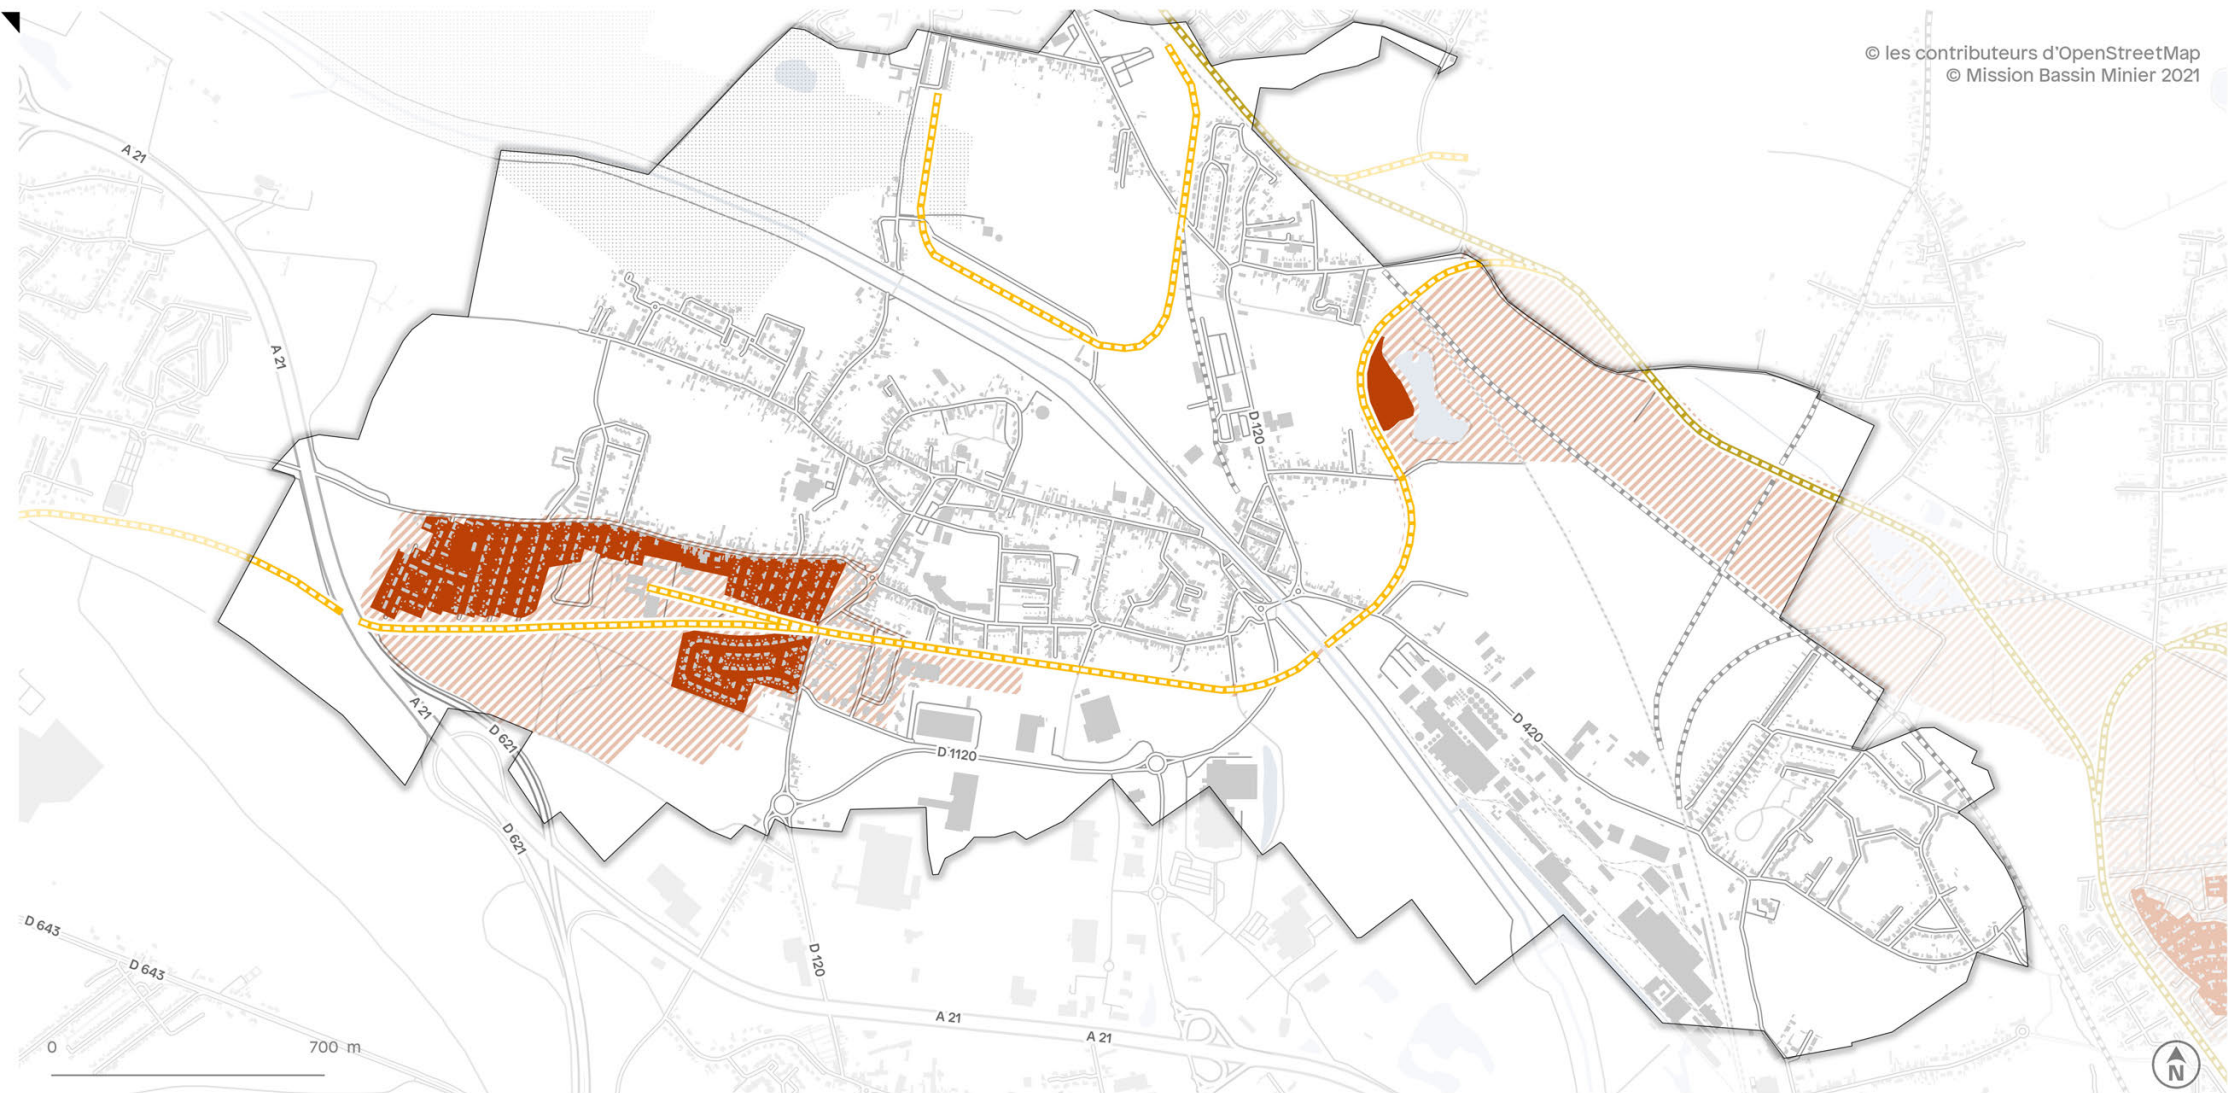 © les contributeurs d'OpenStreetMap
© Mission Bassin Minier 2021
A 21
A 21
D 120
A 21
D 621
D 420
D 1120
D 621
D 643
D 643
D 120
A 21
A 21
0 700 m
N